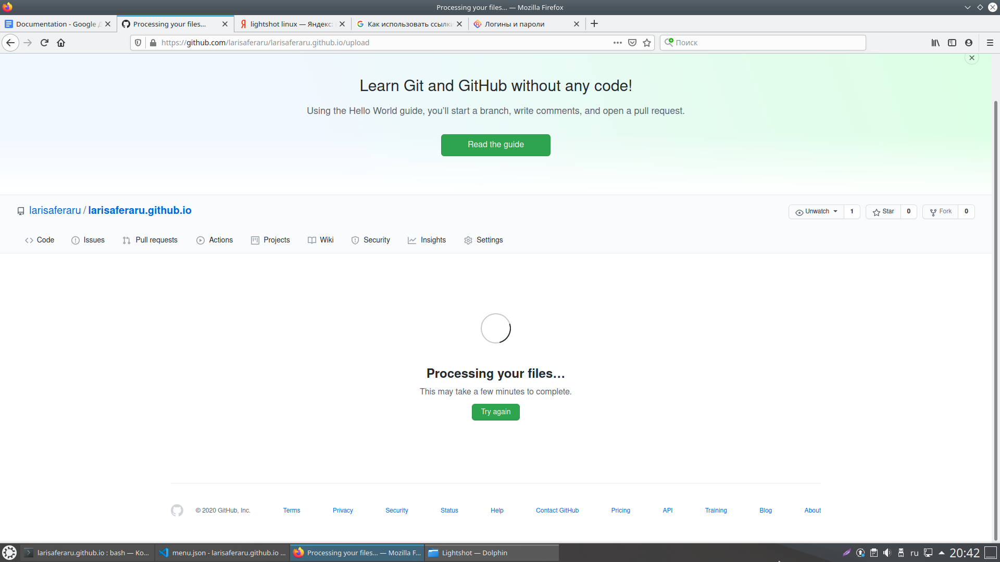 Processing your files... — Mozilla Firefox
Documentation - Google
Processing your files...
lightshot linux — Яндекс:
Как использовать ссылки
Логины и пароли
https://github.com/larisaferaru/larisaferaru.github.io/upload
Поиск
Learn Git and GitHub without any code!
Using the Hello World guide, you’ll start a branch, write comments, and open a pull request.
Read the guide
larisaferaru / larisaferaru.github.io
Unwatch 1
Star 0
Fork 0
Code
Issues
Pull requests
Actions
Projects
Wiki
Security
Insights
Settings
Processing your files…
This may take a few minutes to complete.
Try again
© 2020 GitHub, Inc.
Terms
Privacy
Security
Status
Help
Contact GitHub
Pricing
API
Training
Blog
About
larisaferaru.github.io : bash — Ko...
menu.json - larisaferaru.github.io ...
Processing your files... — Mozilla F...
Lightshot — Dolphin
ru
20:42